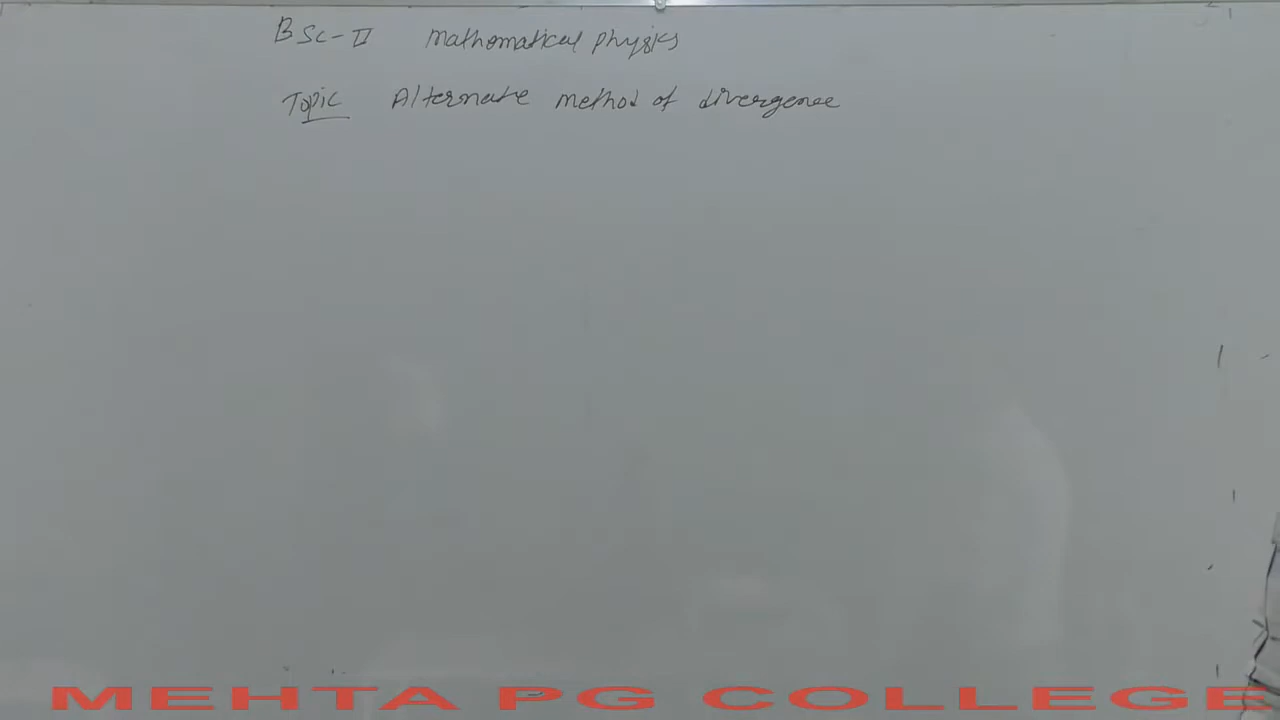 BSc-II Mathematical physics
Topic Alternate method of divergence
MEHTA PG COLLEGE